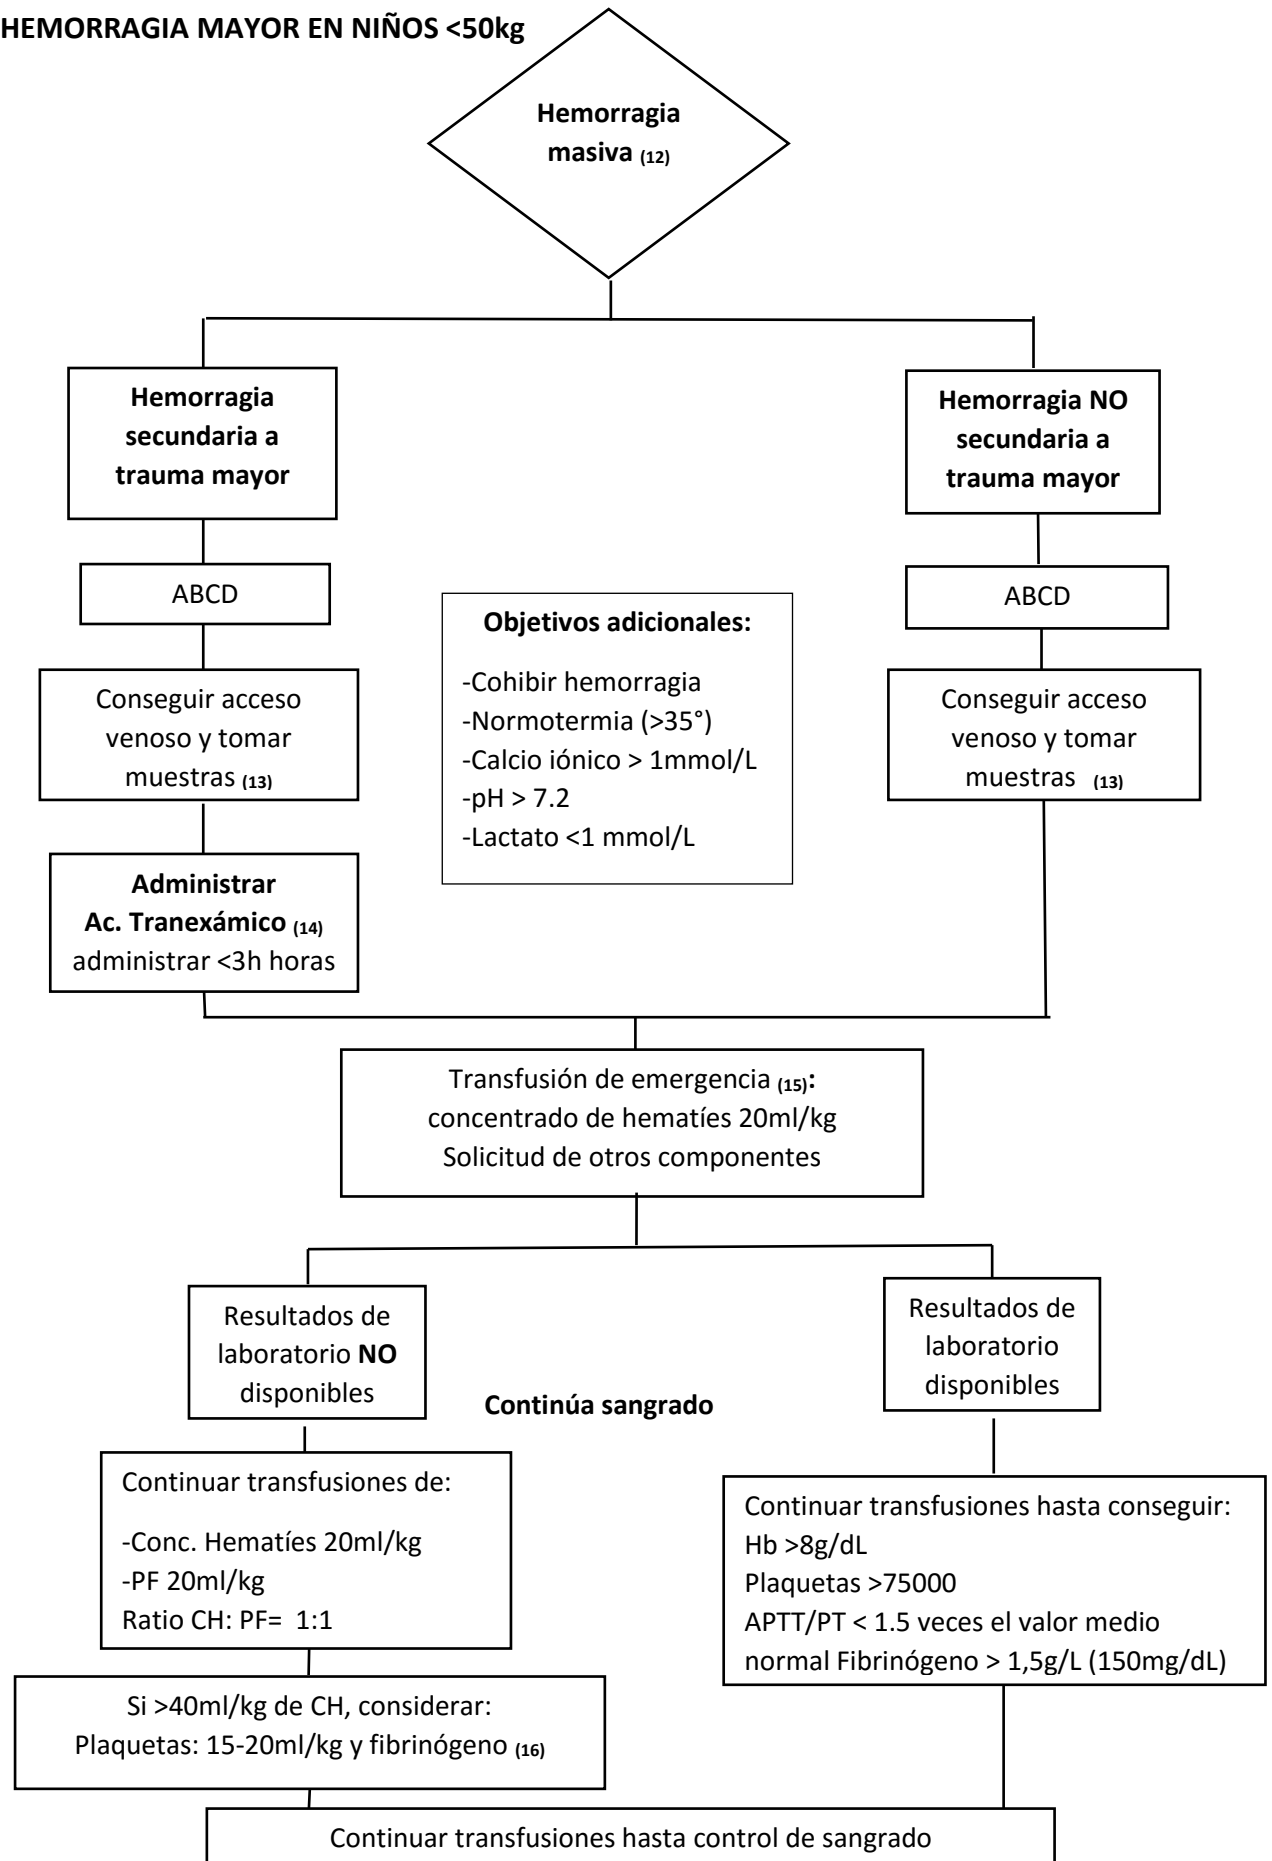 HEMORRAGIA MAYOR EN NIÑOS <50kg
Hemorragia
masiva (12)
Hemorragia
secundaria a
trauma mayor
Hemorragia NO
secundaria a
trauma mayor
ABCD
ABCD
Conseguir acceso
venoso y tomar
muestras (13)
Objetivos adicionales:
-Cohibir hemorragia
-Normotermia (>35°)
-Calcio iónico > 1mmol/L
-pH > 7.2
-Lactato <1 mmol/L
Conseguir acceso
venoso y tomar
muestras (13)
Administrar
Ac. Tranexámico (14)
administrar <3h horas
Transfusión de emergencia (15):
concentrado de hematíes 20ml/kg
Solicitud de otros componentes
Resultados de
laboratorio NO
disponibles
Resultados de
laboratorio
disponibles
Continúa sangrado
Continuar transfusiones de:
-Conc. Hematíes 20ml/kg
-PF 20ml/kg
Ratio CH: PF= 1:1
Continuar transfusiones hasta conseguir:
Hb >8g/dL
Plaquetas >75000
APTT/PT < 1.5 veces el valor medio
normal Fibrinógeno > 1,5g/L (150mg/dL)
Si >40ml/kg de CH, considerar:
Plaquetas: 15-20ml/kg y fibrinógeno (16)
Continuar transfusiones hasta control de sangrado